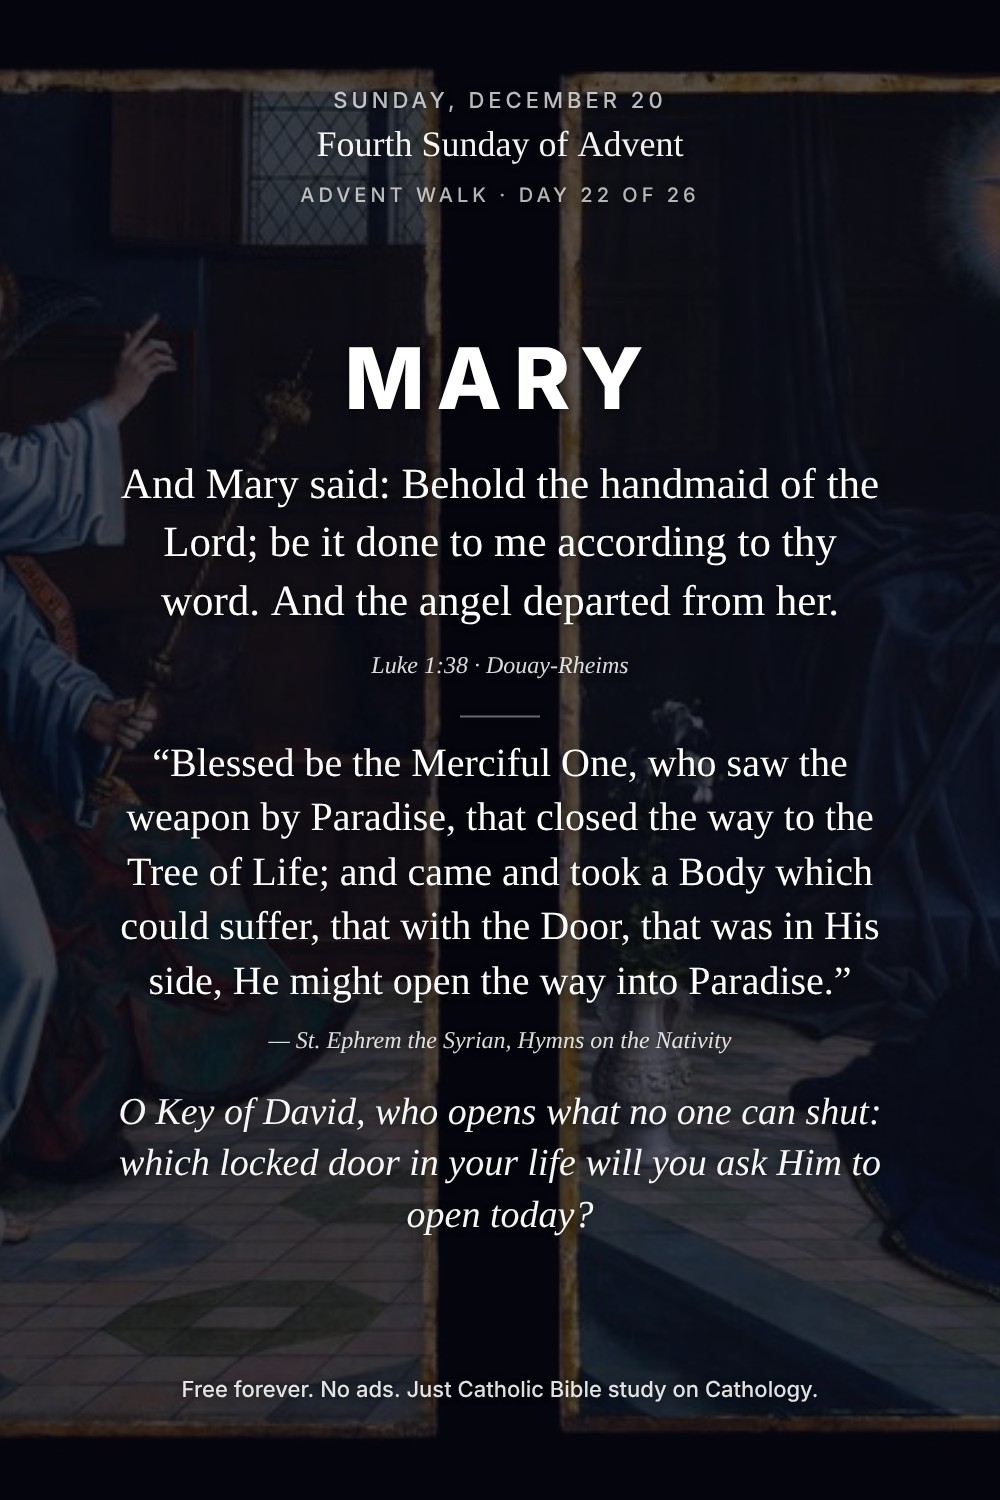 SUNDAY, DECEMBER 20
Fourth Sunday of Advent
ADVENT WALK · DAY 22 OF 26
MARY
And Mary said: Behold the handmaid of the
Lord; be it done to me according to thy
word. And the angel departed from her.
Luke 1:38 · Douay-Rheims
“Blessed be the Merciful One, who saw the
weapon by Paradise, that closed the way to the
Tree of Life; and came and took a Body which
could suffer, that with the Door, that was in His
side, He might open the way into Paradise.”
— St. Ephrem the Syrian, Hymns on the Nativity
O Key of David, who opens what no one can shut:
which locked door in your life will you ask Him to
open today?
Free forever. No ads. Just Catholic Bible study on Cathology.